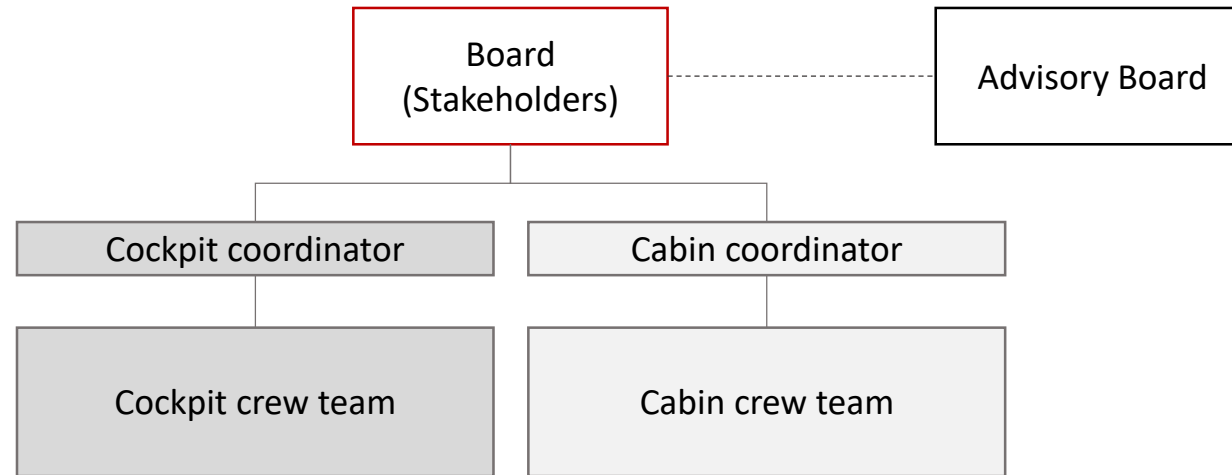 Board
(Stakeholders)
Advisory Board
Cockpit coordinator
Cabin coordinator
Cockpit crew team
Cabin crew team